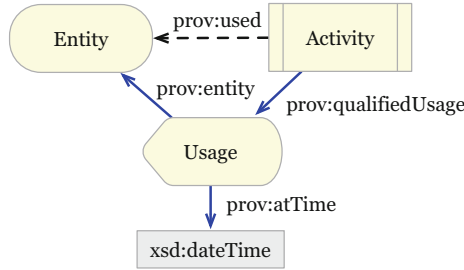 prov:used
Entity
Activity
prov:entity
prov:qualifiedUsage
Usage
prov:atTime
xsd:dateTime